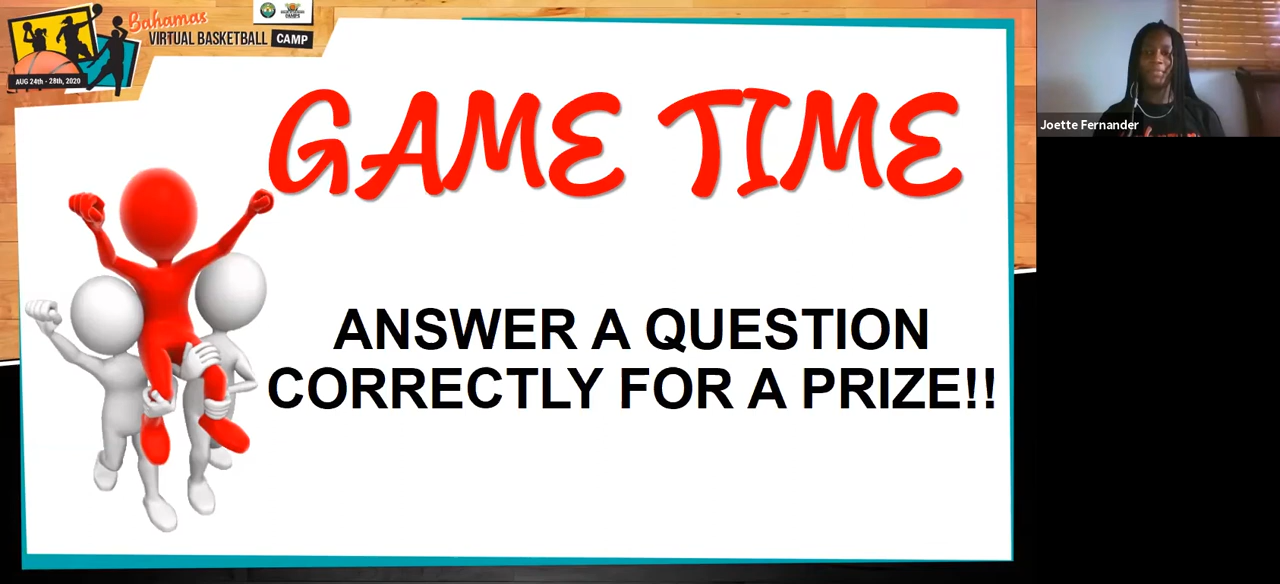 Bahamas
VIRTUAL BASKETBALL CAMP
AUG 24th - 28th, 2020
GAME TIME
ANSWER A QUESTION
CORRECTLY FOR A PRIZE!!
Joette Fernander